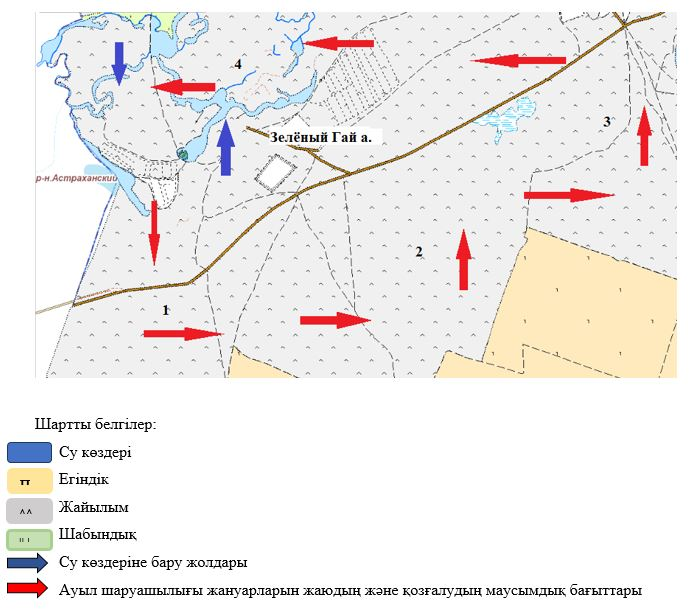 4
3
Зелёный Гай а.
р-н.Астраханский
2
1
Шартты белгілер:
Су көздері
Егіндік
Жайылым
Шабындық
Су көздеріне бару жолдары
Ауыл шаруашылығы жануарларын жаюдың және қозғалудың маусымдық бағыттары